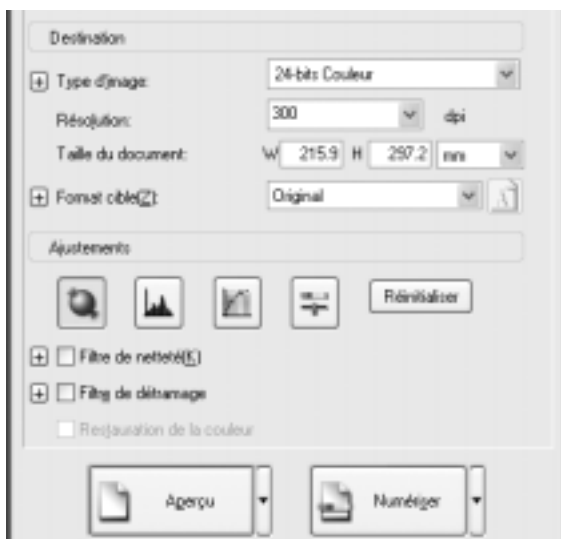 Destination
Type d'image: 24-bits Couleur
Résolution: 300 dpi
Taille du document: W 215.9 H 297.2 mm
Format cible(Z): Original
Ajustements
Réinitialiser
Filtre de netteté(K)
Filtre de détramage
Restauration de la couleur
Aperçu Numériser